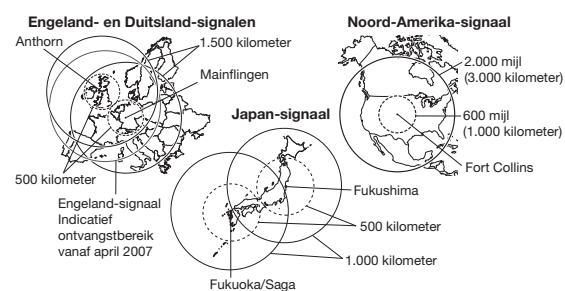 Engeland- en Duitsland-signalen
Anthorn
1.500 kilometer
Mainflingen
500 kilometer
Engeland-signaal
Indicatief
ontvangstbereik
vanaf april 2007
Japan-signaal
Fukushima
500 kilometer
1.000 kilometer
Fukuoka/Saga
Noord-Amerika-signaal
2.000 mijl
(3.000 kilometer)
600 mijl
(1.000 kilometer)
Fort Collins